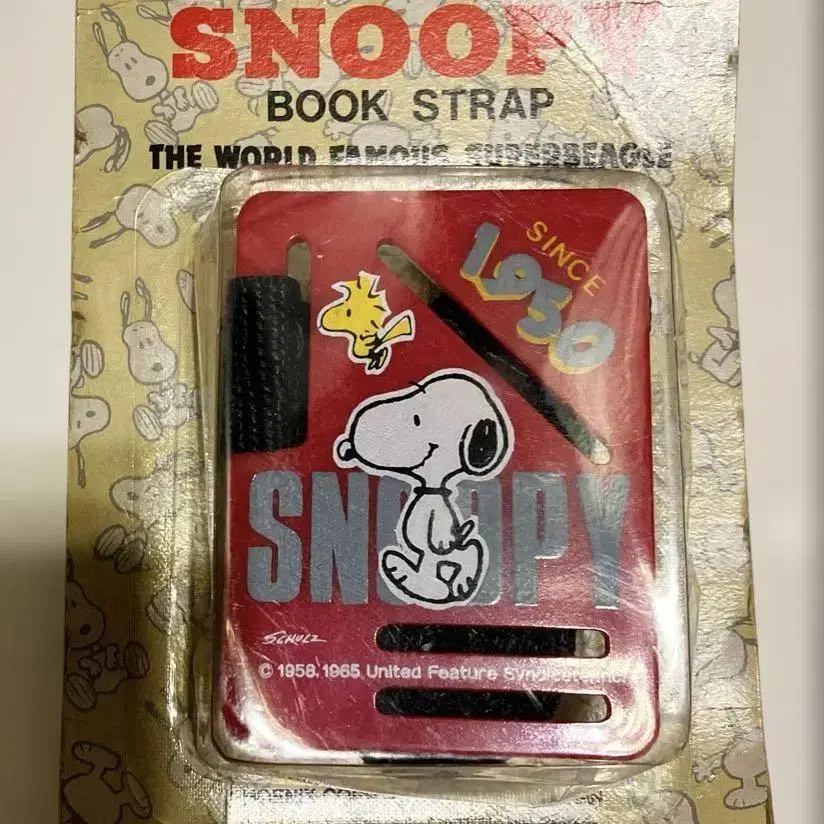 SNOOPY
BOOK STRAP
THE WORLD FAMOUS SUPERBEAGLE
SINCE
1950
SNOOPY
SCHULZ
© 1958, 1965 United Feature Syndicate, Inc.